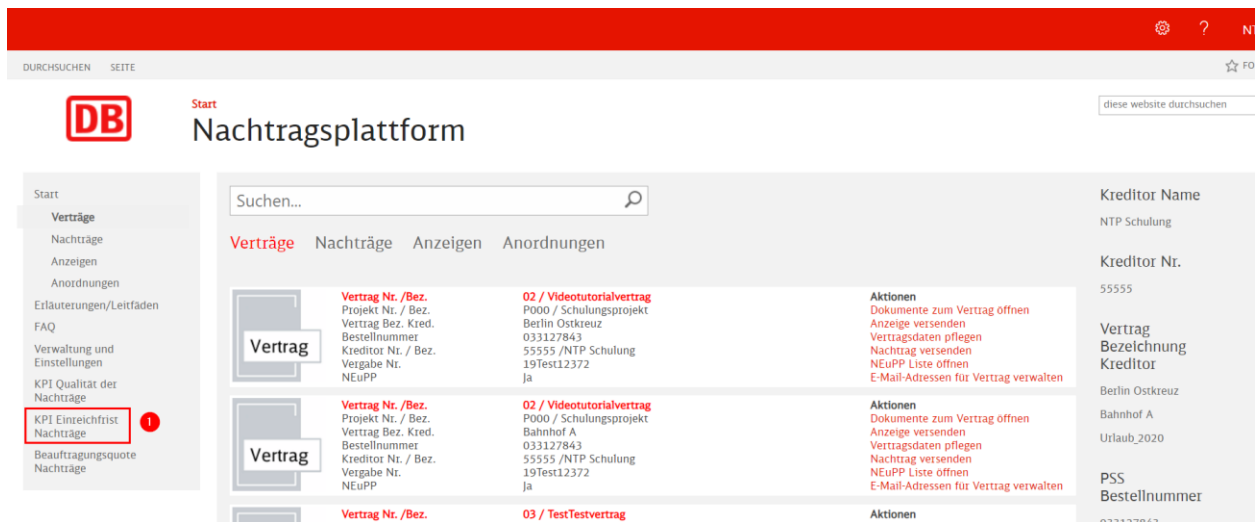 ? NT
DURCHSUCHEN SEITE
FO
DB
Start
Nachtragsplattform
diese website durchsuchen
Start
Verträge
Nachträge
Anzeigen
Anordnungen
Erläuterungen/Leitfäden
FAQ
Verwaltung und
Einstellungen
KPI Qualität der
Nachträge
KPI Einreichfrist
Nachträge
1
Beauftragungsquote
Nachträge
Suchen...
Verträge Nachträge Anzeigen Anordnungen
Vertrag
Vertrag Nr. /Bez. 02 / Videotutorialvertrag Aktionen
Projekt Nr. / Bez. P000 / Schulungsprojekt Dokumente zum Vertrag öffnen
Vertrag Bez. Kred. Berlin Ostkreuz Anzeige versenden
Bestellnummer 033127843 Vertragsdaten pflegen
Kreditor Nr. / Bez. 55555 /NTP Schulung Nachtrag versenden
Vergabe Nr. 19Test12372 NEuPP Liste öffnen
NEuPP Ja E-Mail-Adressen für Vertrag verwalten
Vertrag
Vertrag Nr. /Bez. 02 / Videotutorialvertrag Aktionen
Projekt Nr. / Bez. P000 / Schulungsprojekt Dokumente zum Vertrag öffnen
Vertrag Bez. Kred. Bahnhof A Anzeige versenden
Bestellnummer 033127843 Vertragsdaten pflegen
Kreditor Nr. / Bez. 55555 /NTP Schulung Nachtrag versenden
Vergabe Nr. 19Test12372 NEuPP Liste öffnen
NEuPP Ja E-Mail-Adressen für Vertrag verwalten
Vertrag Nr. /Bez. 03 / TestTestvertrag Aktionen
Kreditor Name
NTP Schulung
Kreditor Nr.
55555
Vertrag
Bezeichnung
Kreditor
Berlin Ostkreuz
Bahnhof A
Urlaub_2020
PSS
Bestellnummer